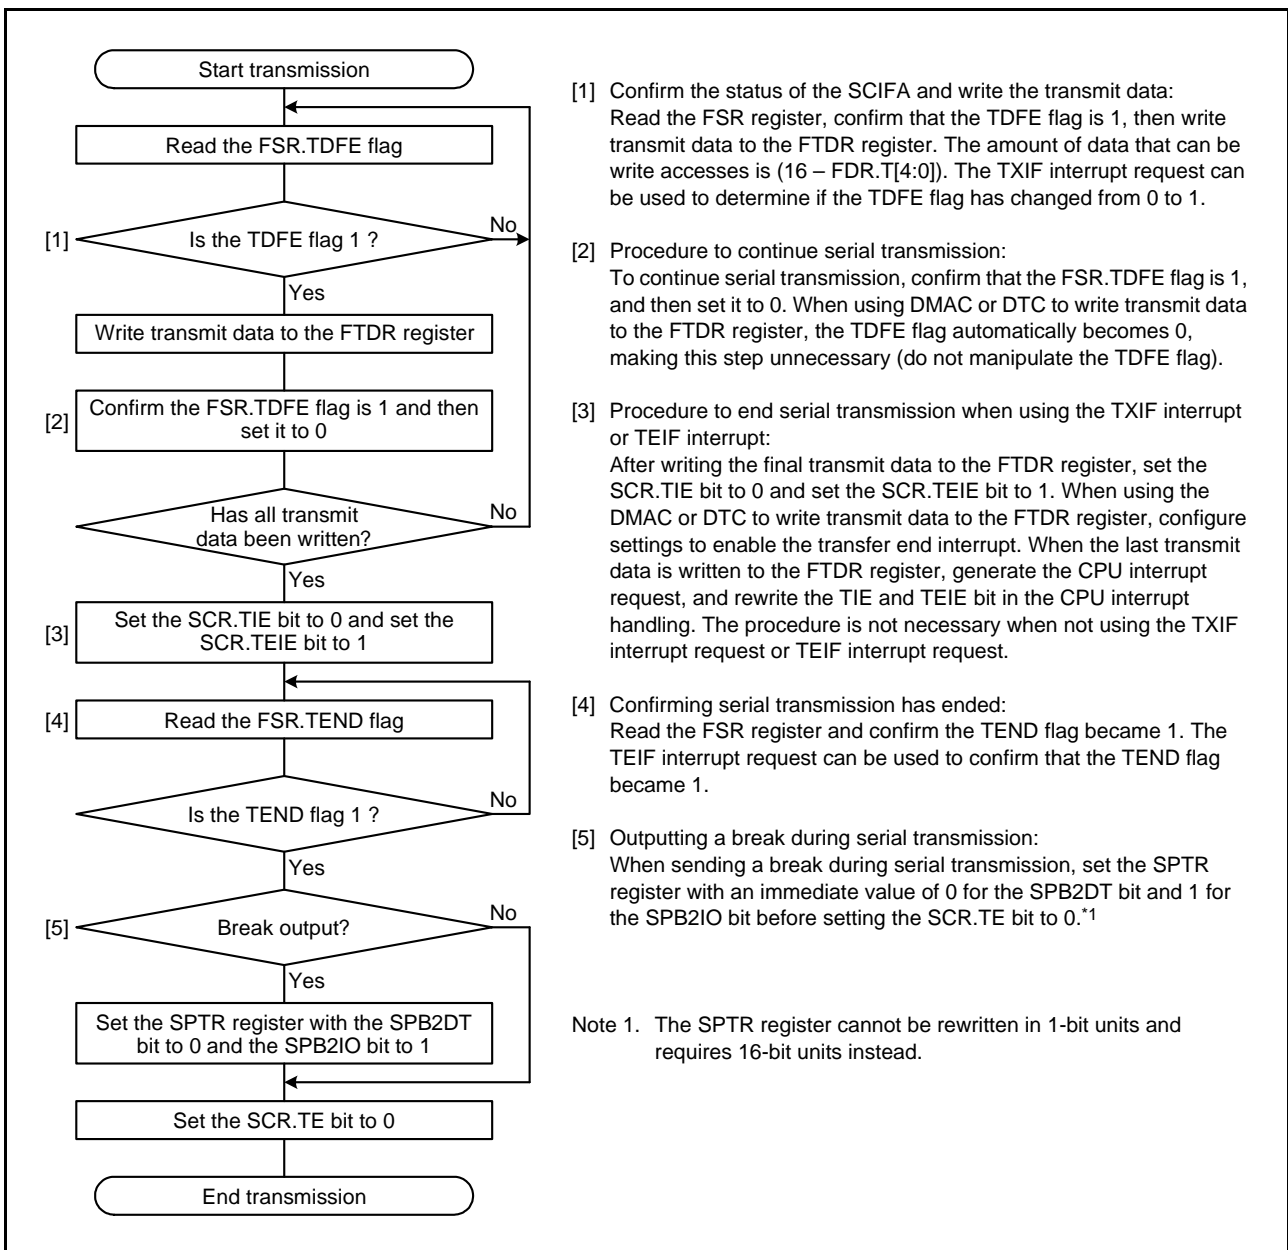 Start transmission
Read the FSR.TDFE flag
[1]
Is the TDFE flag 1 ?
No
Yes
Write transmit data to the FTDR register
[2]
Confirm the FSR.TDFE flag is 1 and then
set it to 0
Has all transmit
data been written?
No
Yes
[3]
Set the SCR.TIE bit to 0 and set the
SCR.TEIE bit to 1
[4]
Read the FSR.TEND flag
Is the TEND flag 1 ?
No
Yes
[5]
Break output?
No
Yes
Set the SPTR register with the SPB2DT
bit to 0 and the SPB2IO bit to 1
Set the SCR.TE bit to 0
End transmission
[1] Confirm the status of the SCIFA and write the transmit data:
Read the FSR register, confirm that the TDFE flag is 1, then write
transmit data to the FTDR register. The amount of data that can be
write accesses is (16 – FDR.T[4:0]). The TXIF interrupt request can
be used to determine if the TDFE flag has changed from 0 to 1.
[2] Procedure to continue serial transmission:
To continue serial transmission, confirm that the FSR.TDFE flag is 1,
and then set it to 0. When using DMAC or DTC to write transmit data
to the FTDR register, the TDFE flag automatically becomes 0,
making this step unnecessary (do not manipulate the TDFE flag).
[3] Procedure to end serial transmission when using the TXIF interrupt
or TEIF interrupt:
After writing the final transmit data to the FTDR register, set the
SCR.TIE bit to 0 and set the SCR.TEIE bit to 1. When using the
DMAC or DTC to write transmit data to the FTDR register, configure
settings to enable the transfer end interrupt. When the last transmit
data is written to the FTDR register, generate the CPU interrupt
request, and rewrite the TIE and TEIE bit in the CPU interrupt
handling. The procedure is not necessary when not using the TXIF
interrupt request or TEIF interrupt request.
[4] Confirming serial transmission has ended:
Read the FSR register and confirm the TEND flag became 1. The
TEIF interrupt request can be used to confirm that the TEND flag
became 1.
[5] Outputting a break during serial transmission:
When sending a break during serial transmission, set the SPTR
register with an immediate value of 0 for the SPB2DT bit and 1 for
the SPB2IO bit before setting the SCR.TE bit to 0.*1
Note 1. The SPTR register cannot be rewritten in 1-bit units and
requires 16-bit units instead.